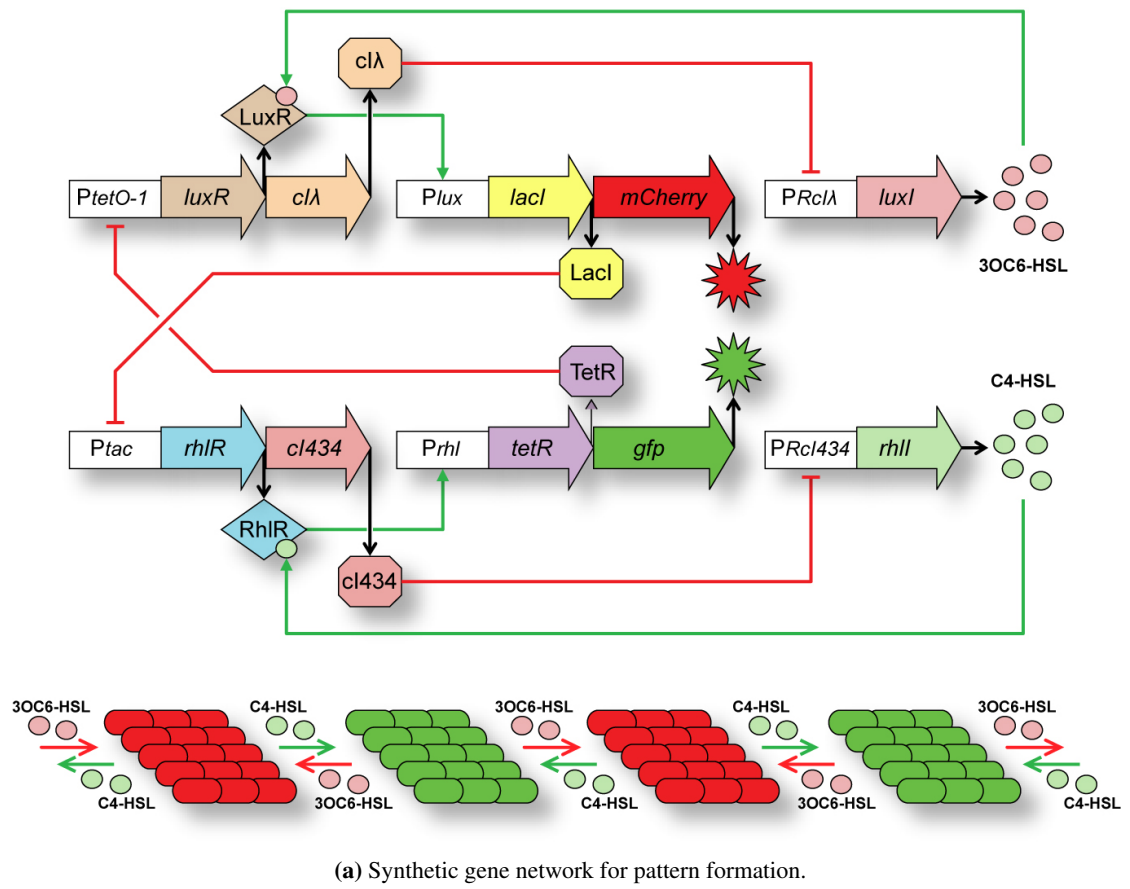 cIλ
LuxR
PtetO-1 luxR cIλ Plux lacI mCherry PRcIλ luxI
3OC6-HSL
LacI
TetR
C4-HSL
Ptac rhlR cI434 Prhl tetR gfp PRcI434 rhlI
RhlR
cI434
3OC6-HSL C4-HSL 3OC6-HSL C4-HSL 3OC6-HSL
C4-HSL 3OC6-HSL C4-HSL 3OC6-HSL C4-HSL
(a) Synthetic gene network for pattern formation.